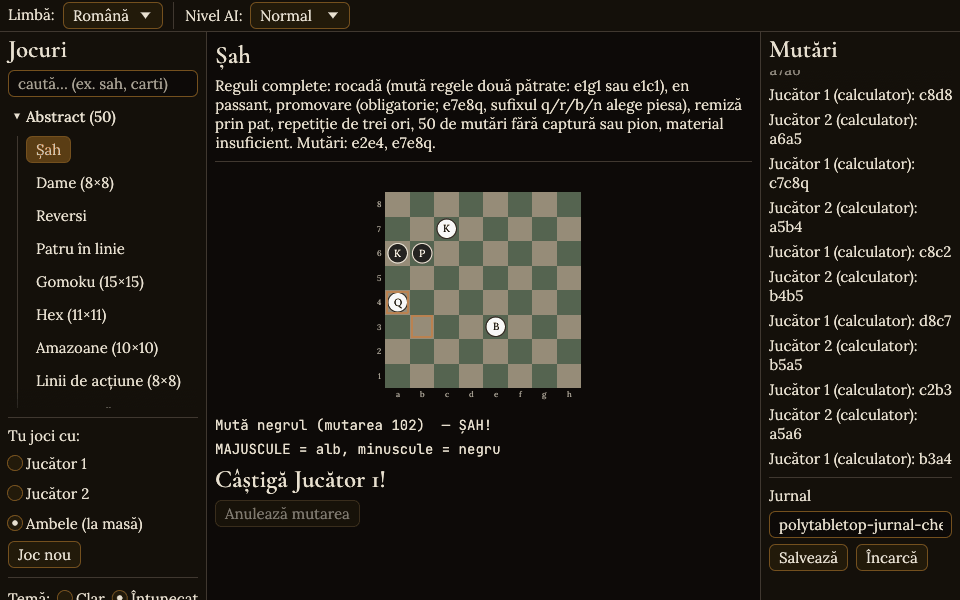 Limbă: Română ▼ Nivel AI: Normal ▼
Jocuri
caută... (ex. sah, carti)
▼ Abstract (50)
Șah
Dame (8×8)
Reversi
Patru în linie
Gomoku (15×15)
Hex (11×11)
Amazoane (10×10)
Linii de acțiune (8×8)
Tu joci cu:
Jucător 1
Jucător 2
Ambele (la masă)
Joc nou
Temă: Clar Întunecat
Șah
Reguli complete: rocadă (mută regele două pătrate: e1g1 sau e1c1), en
passant, promovare (obligatorie; e7e8q, sufixul q/r/b/n alege piesa), remiză
prin pat, repetiție de trei ori, 50 de mutări fără captură sau pion, material
insuficient. Mutări: e2e4, e7e8q.
8
7 K
6 K P
5
4 Q
3 B
2
1
a b c d e f g h
Mută negrul (mutarea 102) — ȘAH!
MAJUSCULE = alb, minuscule = negru
Câștigă Jucător 1!
Anulează mutarea
Mutări
a7a6
Jucător 1 (calculator): c8d8
Jucător 2 (calculator):
a6a5
Jucător 1 (calculator):
c7c8q
Jucător 2 (calculator):
a5b4
Jucător 1 (calculator): c8c2
Jucător 2 (calculator):
b4b5
Jucător 1 (calculator): d8c7
Jucător 2 (calculator):
b5a5
Jucător 1 (calculator): c2b3
Jucător 2 (calculator):
a5a6
Jucător 1 (calculator): b3a4
Jurnal
polytabletop-jurnal-che
Salvează Încarcă